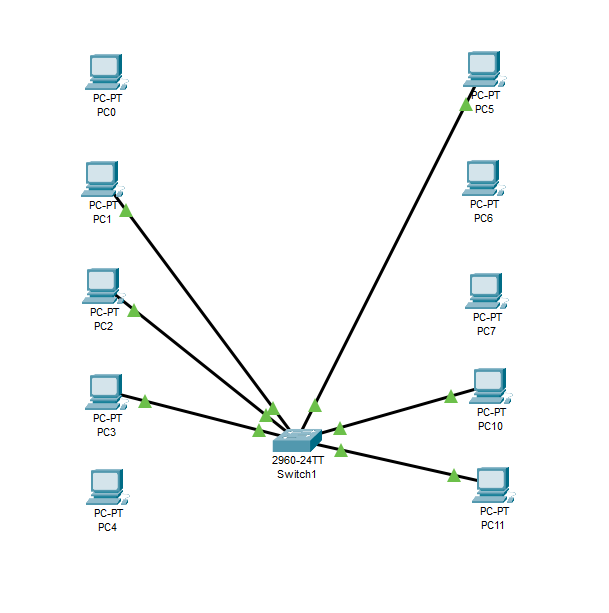 PC-PT
PC0
PC-PT
PC1
PC-PT
PC2
PC-PT
PC3
PC-PT
PC4
2960-24TT
Switch1
PC-PT
PC5
PC-PT
PC6
PC-PT
PC7
PC-PT
PC10
PC-PT
PC11